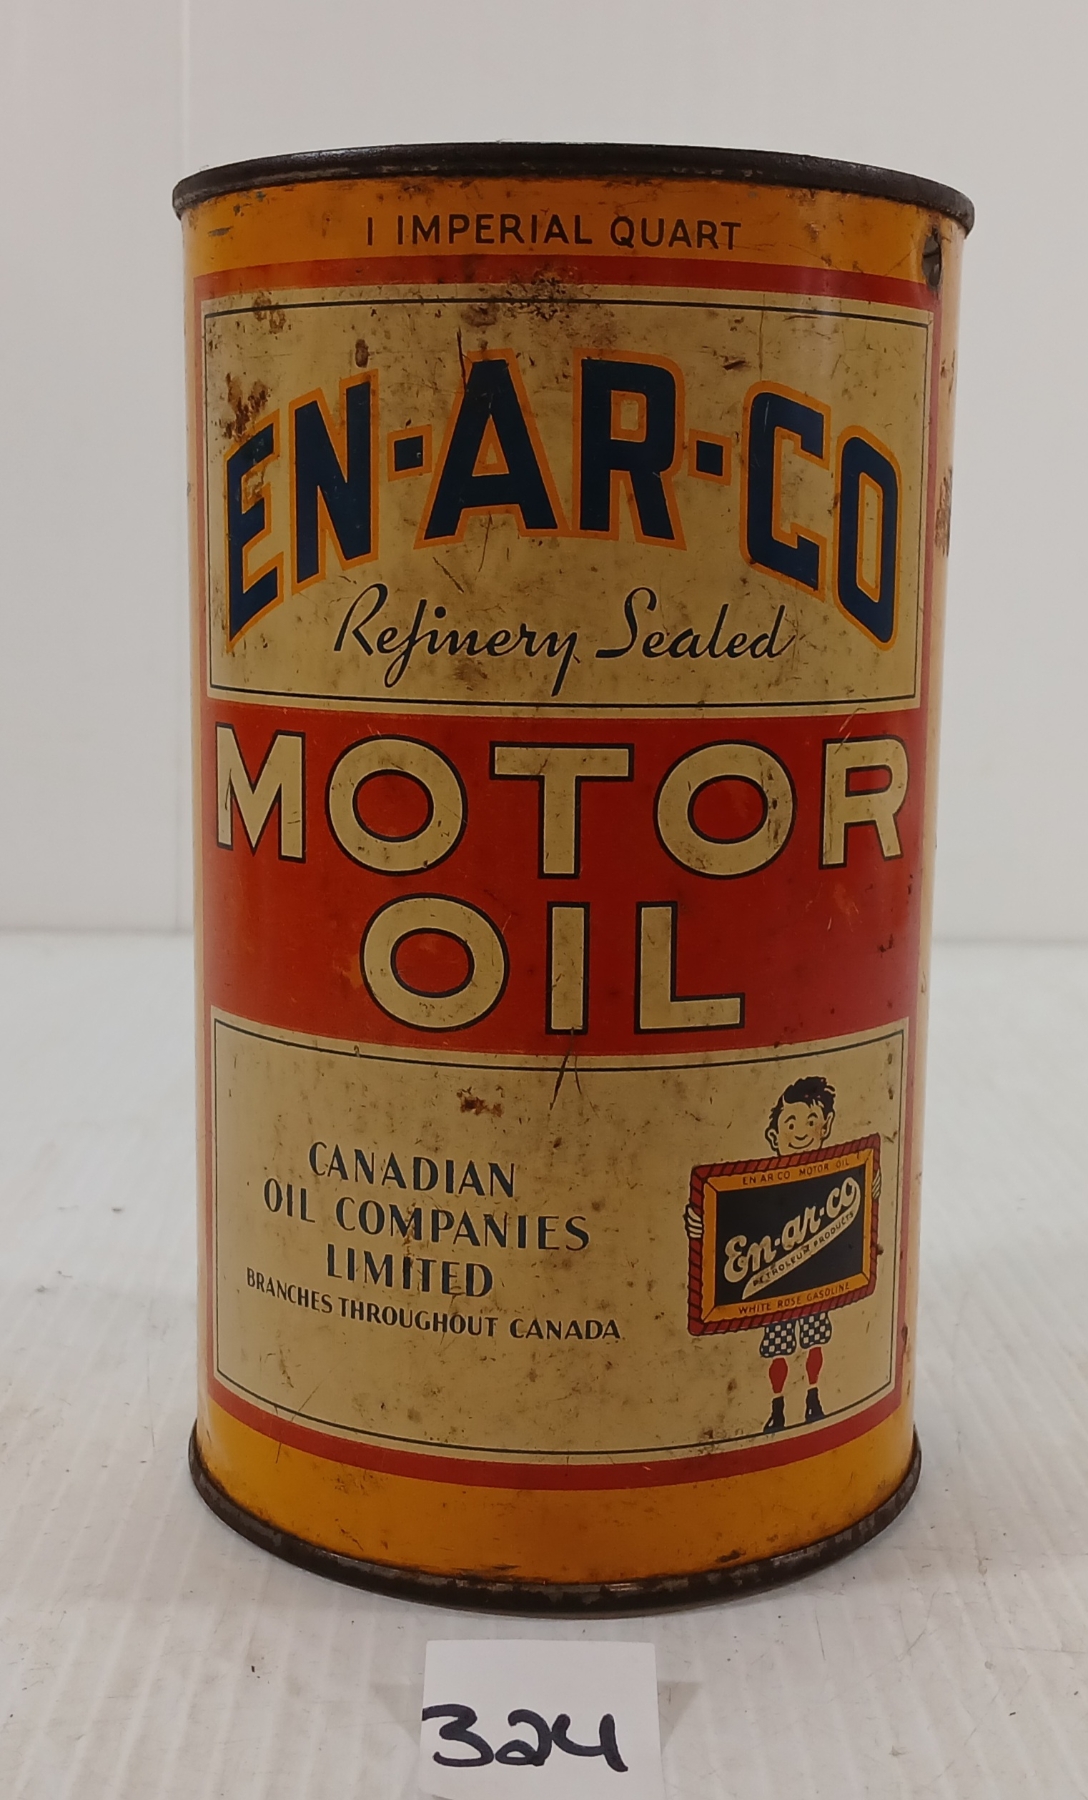 1 IMPERIAL QUART
EN·AR·CO
Refinery Sealed
MOTOR
OIL
CANADIAN
OIL COMPANIES
LIMITED
BRANCHES THROUGHOUT CANADA
EN AR CO MOTOR OIL
En·ar·co
PETROLEUM PRODUCTS
WHITE ROSE GASOLINE
324